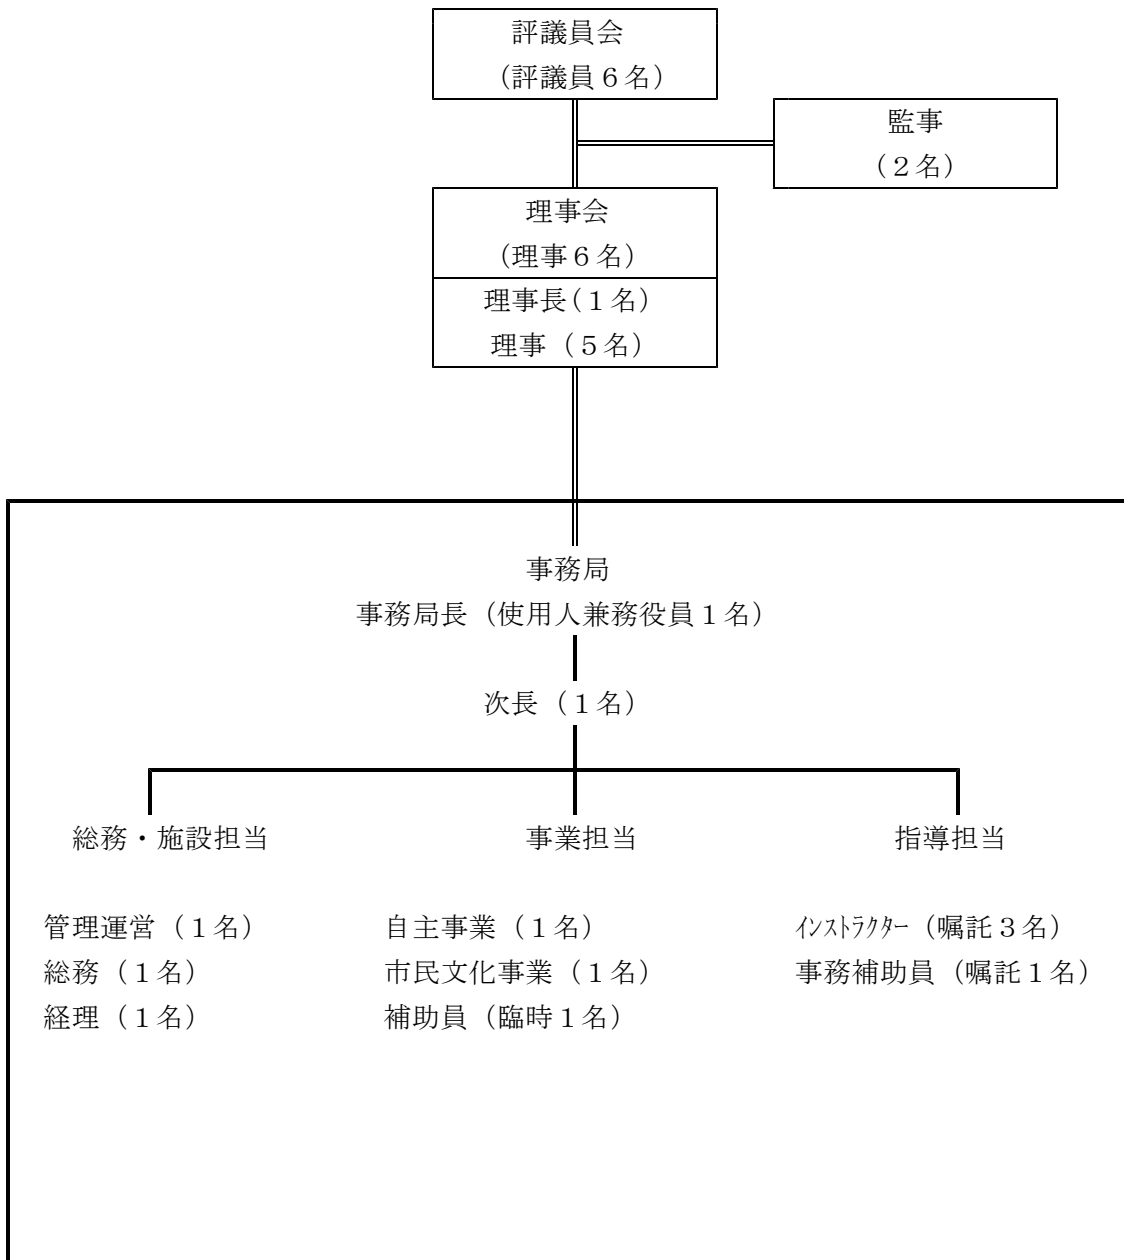 評議員会
(評議員6名)
監事
(2名)
理事会
(理事6名)
理事長(1名)
理事(5名)
事務局
事務局長(使用人兼務役員1名)
次長(1名)
総務・施設担当
管理運営(1名)
総務(1名)
経理(1名)
事業担当
自主事業(1名)
市民文化事業(1名)
補助員(臨時1名)
指導担当
インストラクター(嘱託3名)
事務補助員(嘱託1名)